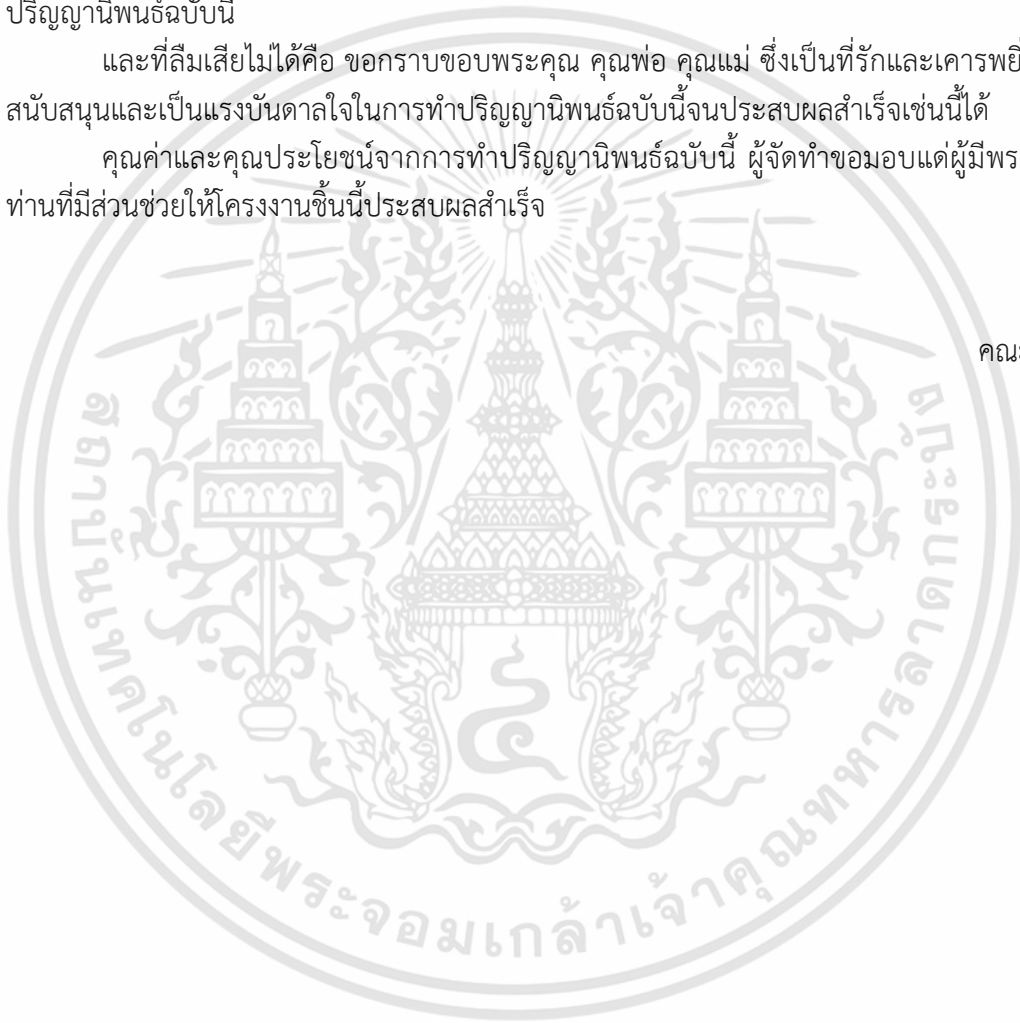 ปริญญานิพนธ์ฉบับนี้
และที่ลืมเสียไม่ได้คือ ขอกราบขอบพระคุณ คุณพ่อ คุณแม่ ซึ่งเป็นที่รักและเคารพยิ่
สนับสนุนและเป็นแรงบันดาลใจในการทำปริญญานิพนธ์ฉบับนี้จนประสบผลสำเร็จเช่นนี้ได้
คุณค่าและคุณประโยชน์จากการทำปริญญานิพนธ์ฉบับนี้ ผู้จัดทำขอมอบแด่ผู้มีพร
ท่านที่มีส่วนช่วยให้โครงงานชิ้นนี้ประสบผลสำเร็จ
คณะ
สถาบันเทคโนโลยีพระจอมเกล้าเจ้าคุณทหารลาดกระบัง
๔